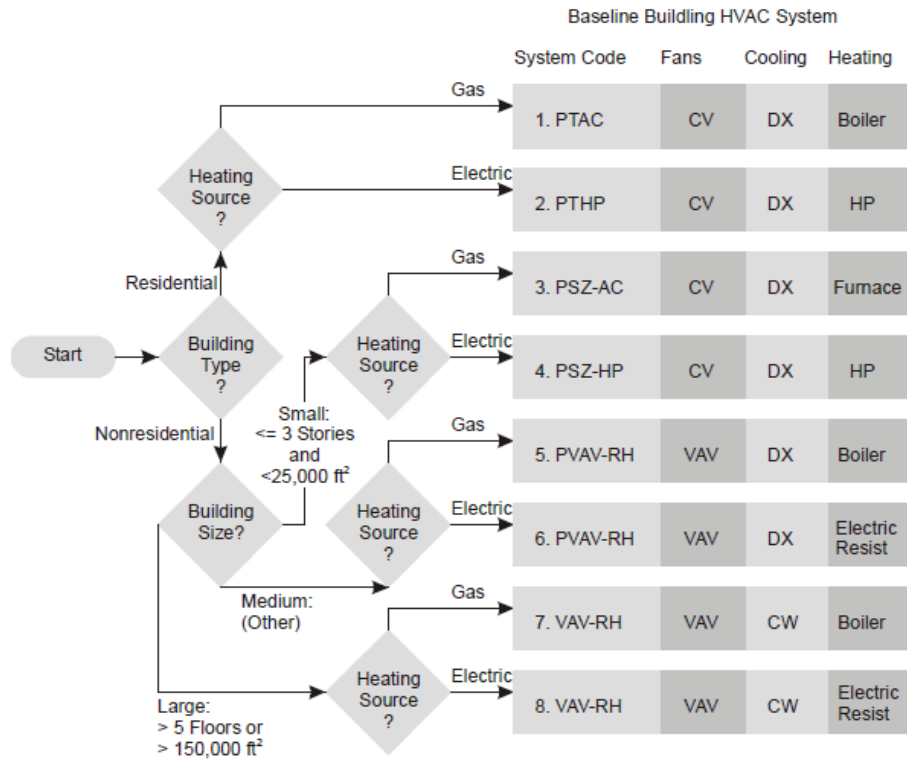 Baseline Buildling HVAC System
System Code Fans Cooling Heating
Gas
1. PTAC CV DX Boiler
Heating
Source
?
Electric
2. PTHP CV DX HP
Residential
Gas
3. PSZ-AC CV DX Furnace
Start
Building
Type
?
Heating
Source?
Electric
4. PSZ-HP CV DX HP
Nonresidential
Small:
<= 3 Stories
and
<25,000 ft²
Gas
5. PVAV-RH VAV DX Boiler
Building
Size?
Heating
Source
?
Electric
6. PVAV-RH VAV DX Electric
Resist
Medium:
(Other)
Gas
7. VAV-RH VAV CW Boiler
Heating
Source
?
Electric
8. VAV-RH VAV CW Electric
Resist
Large:
> 5 Floors or
> 150,000 ft²